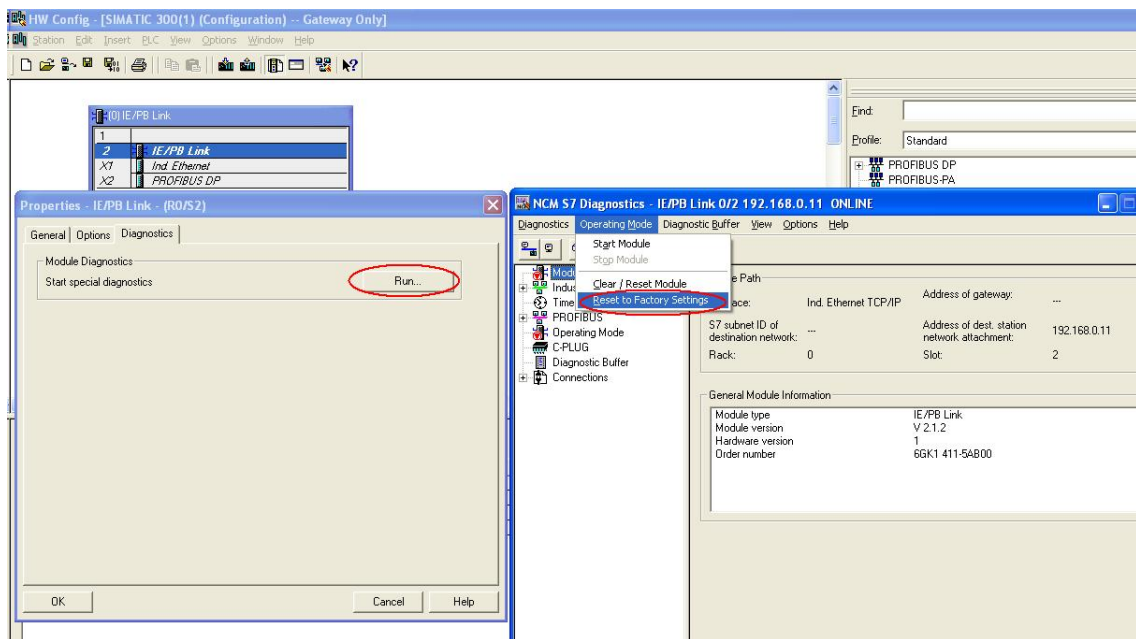 HW Config - [SIMATIC 300(1) (Configuration) -- Gateway Only]
Station Edit Insert PLC View Options Window Help
(0) IE/PB Link
1
2 IE/PB Link
X1 Ind. Ethernet
X2 PROFIBUS DP
Find:
Profile: Standard
PROFIBUS DP
PROFIBUS-PA
Properties - IE/PB Link - (R0/S2)
General Options Diagnostics
Module Diagnostics
Start special diagnostics Run...
OK Cancel Help
NCM S7 Diagnostics - IE/PB Link 0/2 192.168.0.11 ONLINE
Diagnostics Operating Mode Diagnostic Buffer View Options Help
Start Module
Stop Module
Clear / Reset Module
Reset to Factory Settings
Modu
Indus
Time
PROFIBUS
Operating Mode
C-PLUG
Diagnostic Buffer
Connections
e Path
ace: Ind. Ethernet TCP/IP Address of gateway: ---
S7 subnet ID of destination network: --- Address of dest. station network attachment: 192.168.0.11
Rack: 0 Slot: 2
General Module Information
Module type IE/PB Link
Module version V 2.1.2
Hardware version 1
Order number 6GK1 411-5AB00